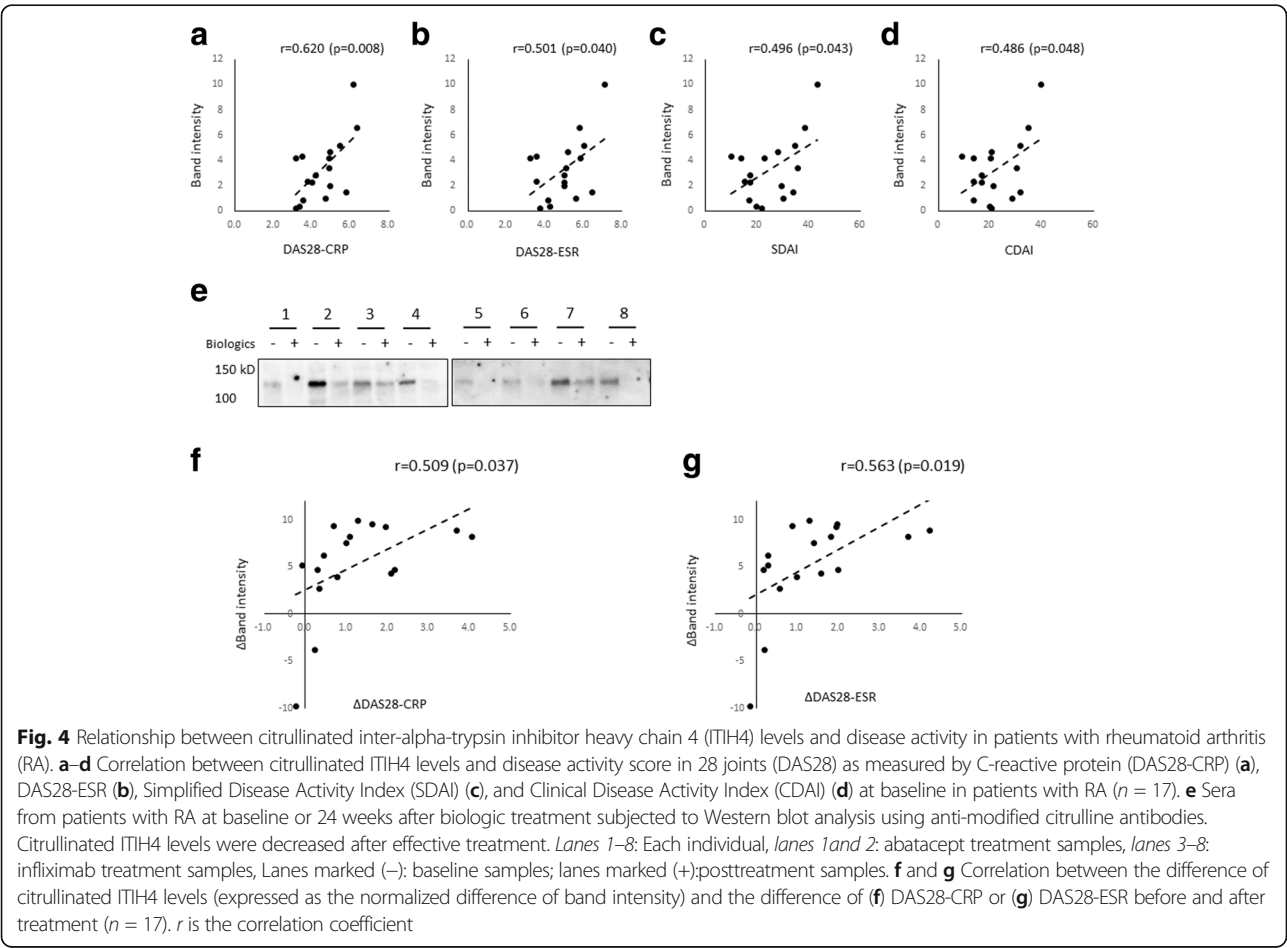 a b c d
r=0.620 (p=0.008) r=0.501 (p=0.040) r=0.496 (p=0.043) r=0.486 (p=0.048)
12 12 12 12
10 10 10 10
8 8 8 8
6 6 6 6
4 4 4 4
2 2 2 2
0 0 0 0
Band intensity Band intensity Band intensity Band intensity
0.0 2.0 4.0 6.0 8.0 0.0 2.0 4.0 6.0 8.0 0 20 40 60 0 20 40 60
DAS28-CRP DAS28-ESR SDAI CDAI
e
1 2 3 4 5 6 7 8
Biologics - + - + - + - + - + - + - + - +
150 kD
100
f g
r=0.509 (p=0.037) r=0.563 (p=0.019)
10 10
5 5
0 0
ΔBand intensity ΔBand intensity
-1.0 0.0 1.0 2.0 3.0 4.0 5.0 -1.0 0.0 1.0 2.0 3.0 4.0 5.0
-5 -5
-10 -10
ΔDAS28-CRP ΔDAS28-ESR
Fig. 4 Relationship between citrullinated inter-alpha-trypsin inhibitor heavy chain 4 (ITIH4) levels and disease activity in patients with rheumatoid arthritis
(RA). a–d Correlation between citrullinated ITIH4 levels and disease activity score in 28 joints (DAS28) as measured by C-reactive protein (DAS28-CRP) (a),
DAS28-ESR (b), Simplified Disease Activity Index (SDAI) (c), and Clinical Disease Activity Index (CDAI) (d) at baseline in patients with RA (n = 17). e Sera
from patients with RA at baseline or 24 weeks after biologic treatment subjected to Western blot analysis using anti-modified citrulline antibodies.
Citrullinated ITIH4 levels were decreased after effective treatment. Lanes 1–8: Each individual, lanes 1and 2: abatacept treatment samples, lanes 3–8:
infliximab treatment samples, Lanes marked (−): baseline samples; lanes marked (+):posttreatment samples. f and g Correlation between the difference of
citrullinated ITIH4 levels (expressed as the normalized difference of band intensity) and the difference of (f) DAS28-CRP or (g) DAS28-ESR before and after
treatment (n = 17). r is the correlation coefficient